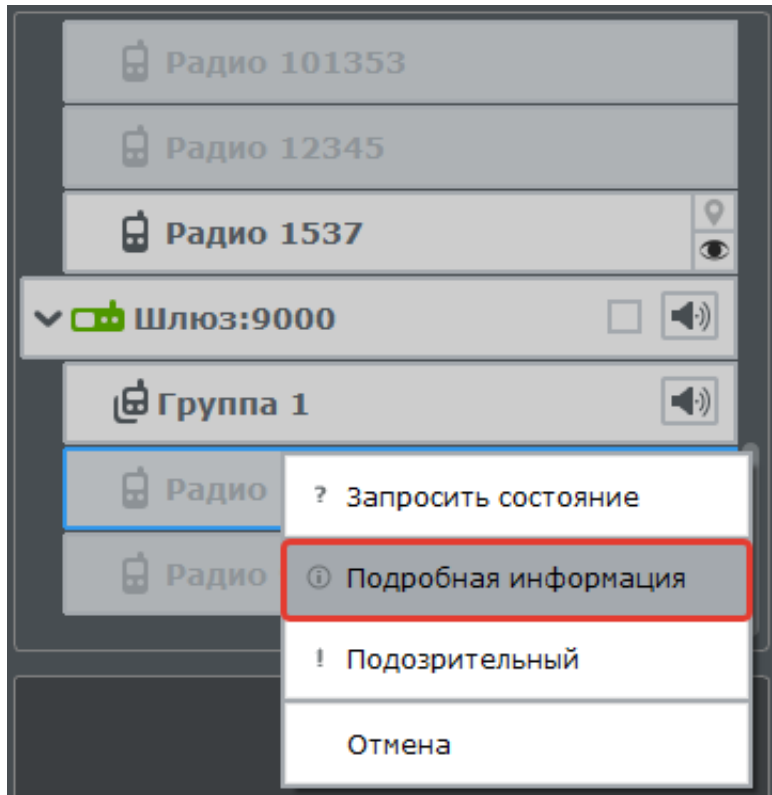 Радио 101353
Радио 12345
Радио 1537
Шлюз:9000
Группа 1
Радио
? Запросить состояние
Радио
Подробная информация
! Подозрительный
Отмена